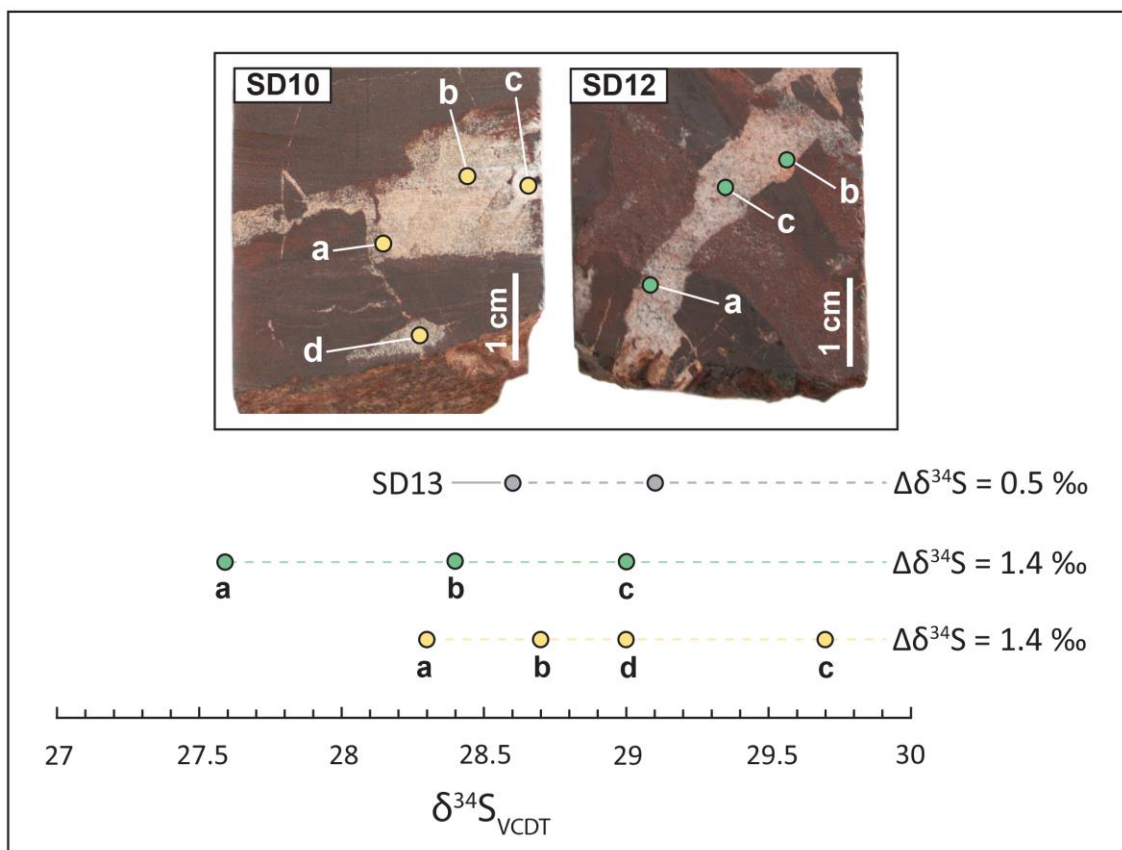 SD10
b
c
a
d
1 cm
SD12
b
c
a
1 cm
SD13
Δδ³⁴S = 0.5 ‰
Δδ³⁴S = 1.4 ‰
a
b
c
Δδ³⁴S = 1.4 ‰
a
b
d
c
27 27.5 28 28.5 29 29.5 30
δ³⁴S_VCDT